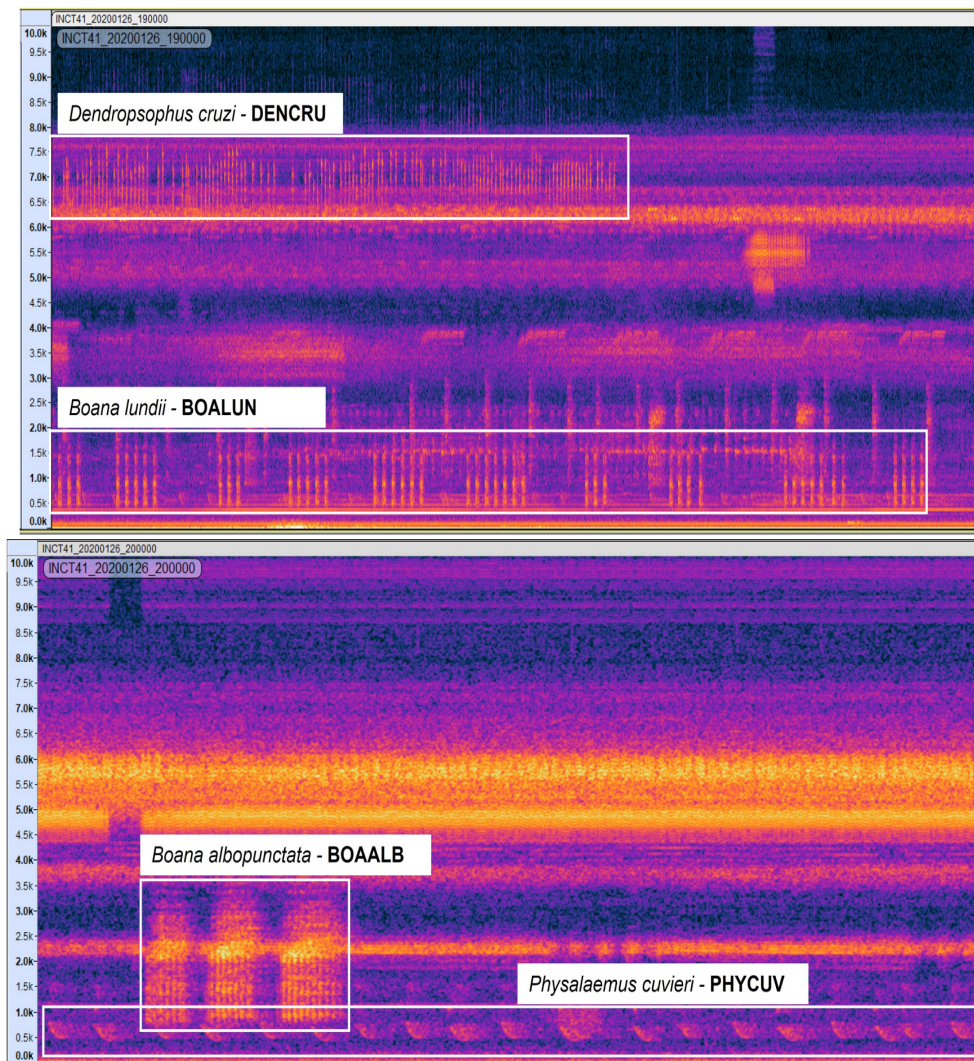 INCT41_20200126_190000
INCT41_20200126_190000
10.0k
9.5k
9.0k
8.5k
8.0k
7.5k
7.0k
6.5k
6.0k
5.5k
5.0k
4.5k
4.0k
3.5k
3.0k
2.5k
2.0k
1.5k
1.0k
0.5k
0.0k
Dendropsophus cruzi - DENCRU
Boana lundii - BOALUN
INCT41_20200126_200000
INCT41_20200126_200000
10.0k
9.5k
9.0k
8.5k
8.0k
7.5k
7.0k
6.5k
6.0k
5.5k
5.0k
4.5k
4.0k
3.5k
3.0k
2.5k
2.0k
1.5k
1.0k
0.5k
0.0k
Boana albopunctata - BOAALB
Physalaemus cuvieri - PHYCUV